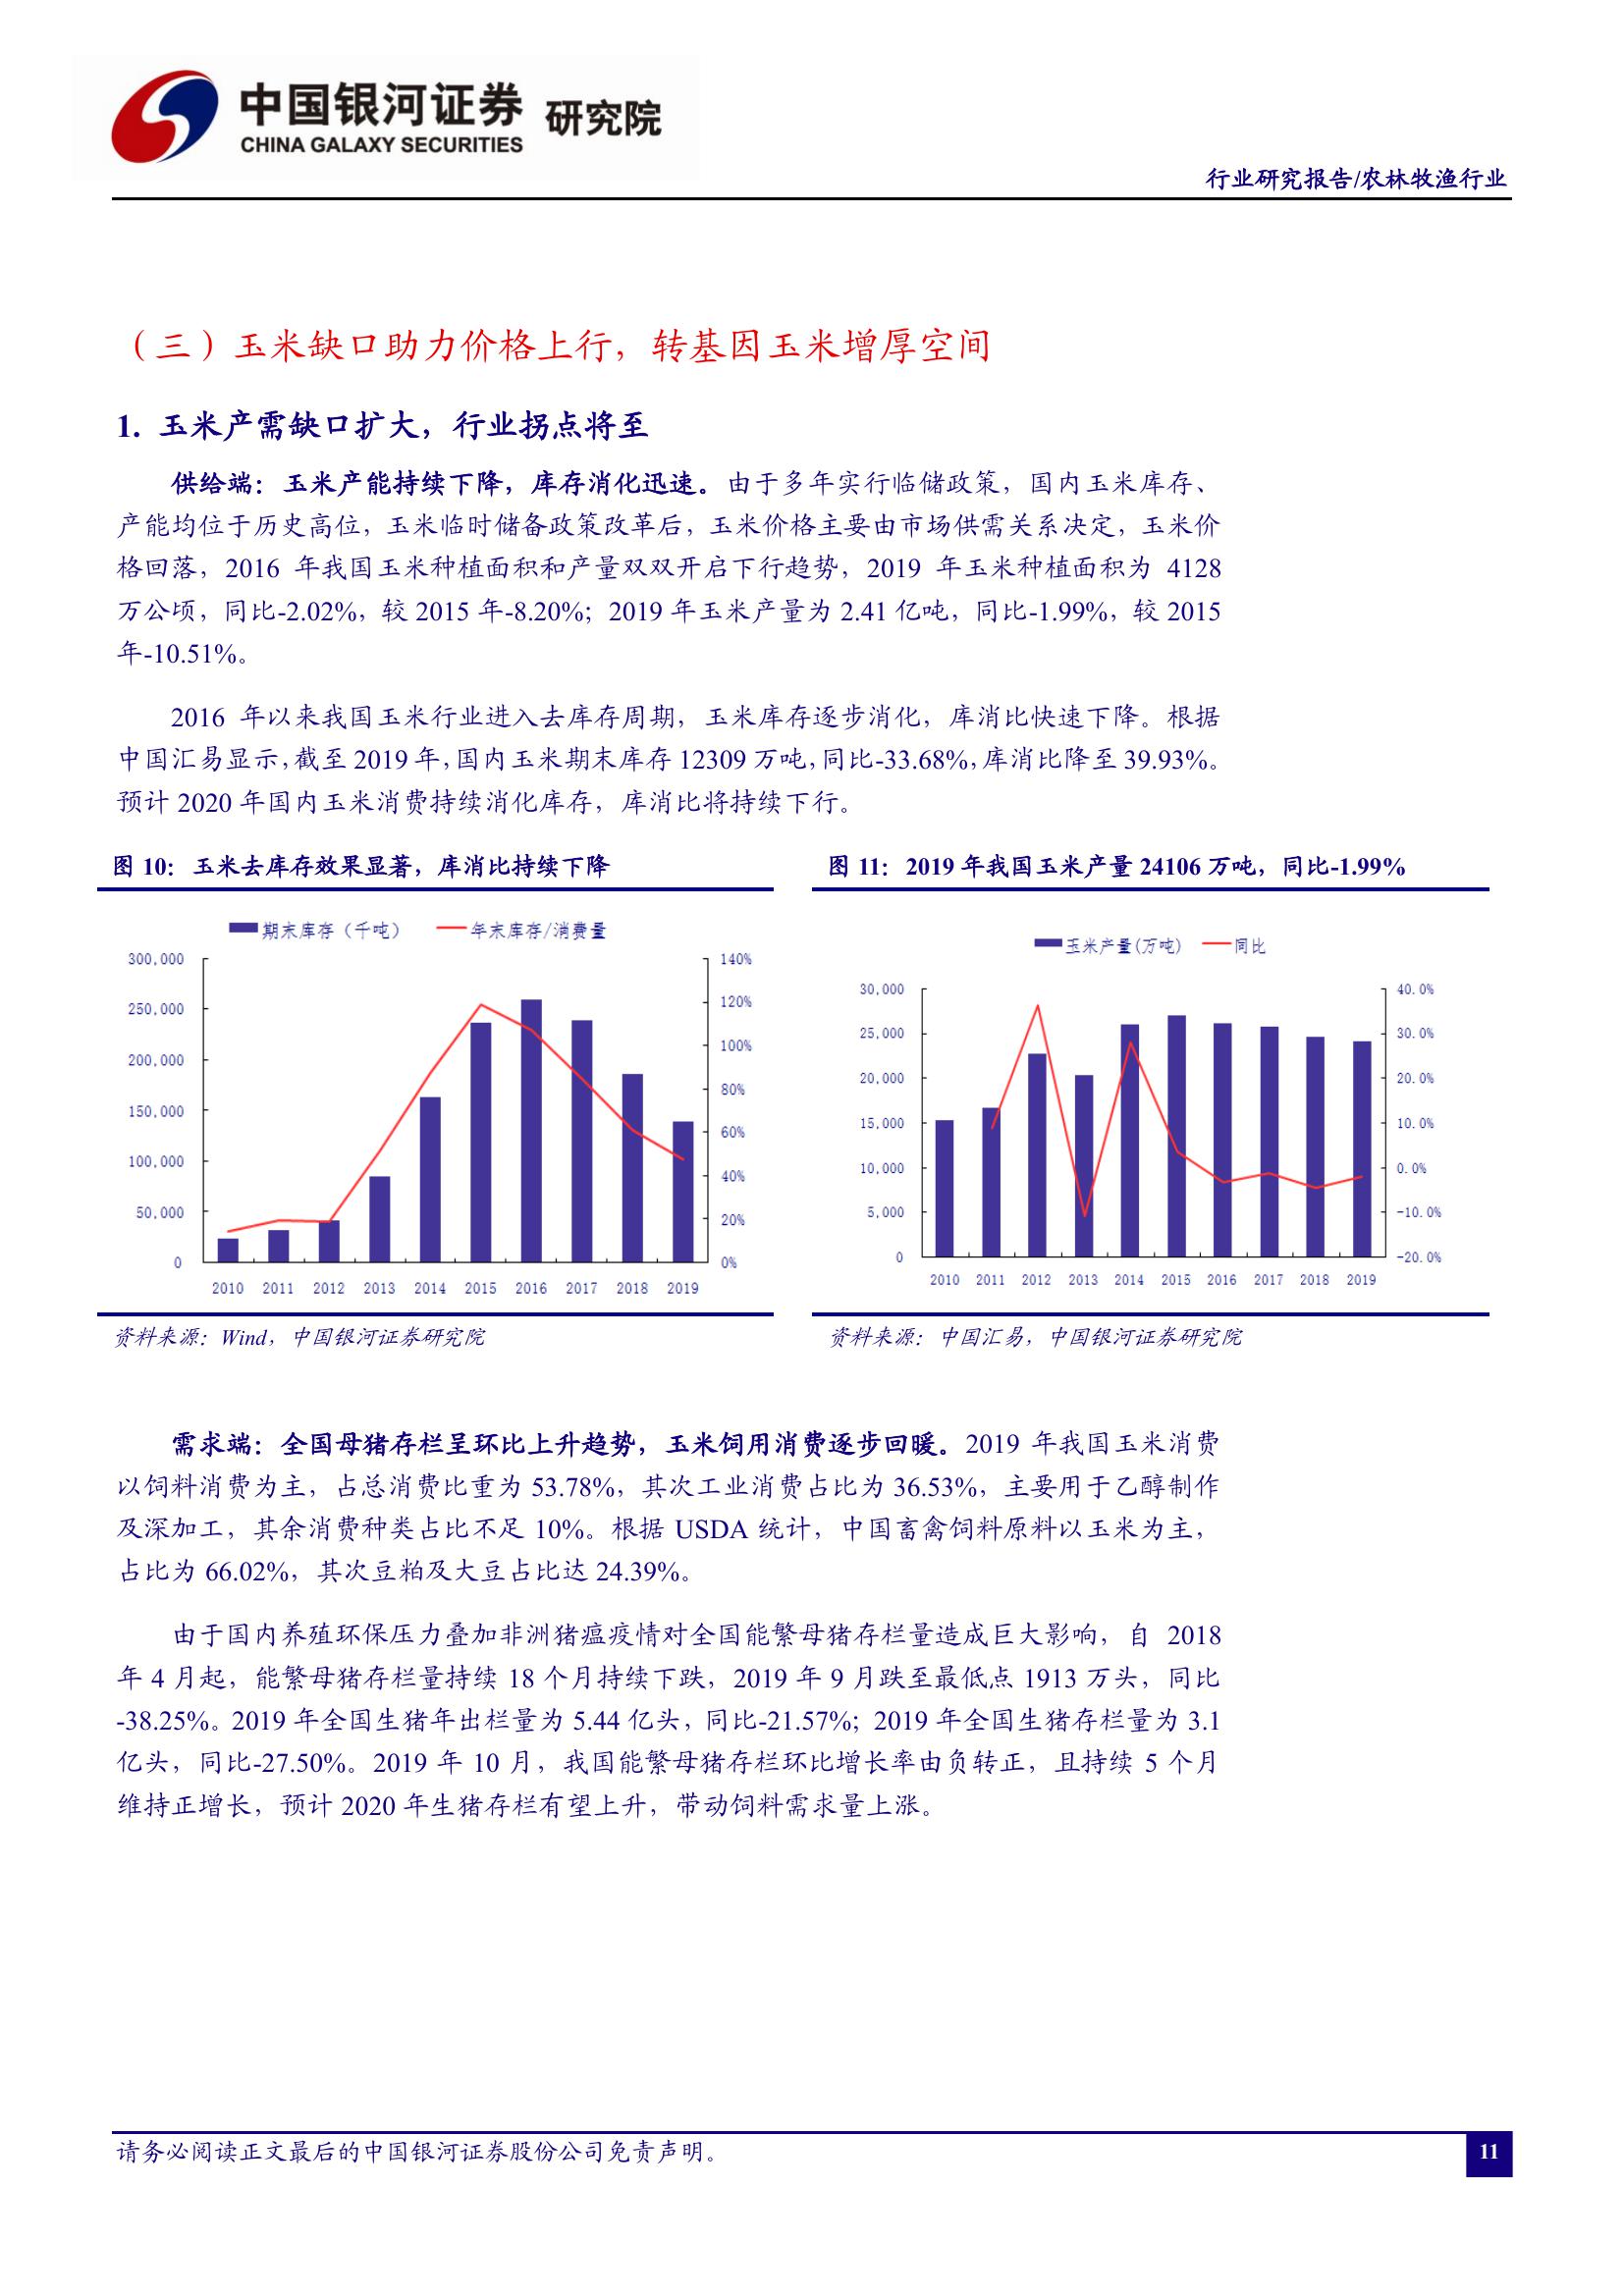 中国银河证券 研究院
CHINA GALAXY SECURITIES
行业研究报告/农林牧渔行业
（三）玉米缺口助力价格上行，转基因玉米增厚空间
1. 玉米产需缺口扩大，行业拐点将至
供给端：玉米产能持续下降，库存消化迅速。由于多年实行临储政策，国内玉米库存、
产能均位于历史高位，玉米临时储备政策改革后，玉米价格主要由市场供需关系决定，玉米价
格回落，2016 年我国玉米种植面积和产量双双开启下行趋势，2019 年玉米种植面积为 4128
万公顷，同比-2.02%，较 2015 年-8.20%；2019 年玉米产量为 2.41 亿吨，同比-1.99%，较 2015
年-10.51%。
2016 年以来我国玉米行业进入去库存周期，玉米库存逐步消化，库消比快速下降。根据
中国汇易显示，截至 2019 年，国内玉米期末库存 12309 万吨，同比-33.68%，库消比降至 39.93%。
预计 2020 年国内玉米消费持续消化库存，库消比将持续下行。
图 10：玉米去库存效果显著，库消比持续下降
期末库存（千吨） 年末库存/消费量
300,000 140%
250,000 120%
200,000 100%
150,000 80%
100,000 60%
50,000 40%
0 20%
0%
2010 2011 2012 2013 2014 2015 2016 2017 2018 2019
资料来源：Wind，中国银河证券研究院
图 11：2019 年我国玉米产量 24106 万吨，同比-1.99%
玉米产量(万吨) 同比
30,000 40.0%
25,000 30.0%
20,000 20.0%
15,000 10.0%
10,000 0.0%
5,000 -10.0%
0 -20.0%
2010 2011 2012 2013 2014 2015 2016 2017 2018 2019
资料来源：中国汇易，中国银河证券研究院
需求端：全国母猪存栏呈环比上升趋势，玉米饲用消费逐步回暖。2019 年我国玉米消费
以饲料消费为主，占总消费比重为 53.78%，其次工业消费占比为 36.53%，主要用于乙醇制作
及深加工，其余消费种类占比不足 10%。根据 USDA 统计，中国畜禽饲料原料以玉米为主，
占比为 66.02%，其次豆粕及大豆占比达 24.39%。
由于国内养殖环保压力叠加非洲猪瘟疫情对全国能繁母猪存栏量造成巨大影响，自 2018
年 4 月起，能繁母猪存栏量持续 18 个月持续下跌，2019 年 9 月跌至最低点 1913 万头，同比
-38.25%。2019 年全国生猪年出栏量为 5.44 亿头，同比-21.57%；2019 年全国生猪存栏量为 3.1
亿头，同比-27.50%。2019 年 10 月，我国能繁母猪存栏环比增长率由负转正，且持续 5 个月
维持正增长，预计 2020 年生猪存栏有望上升，带动饲料需求量上涨。
请务必阅读正文最后的中国银河证券股份公司免责声明。
11